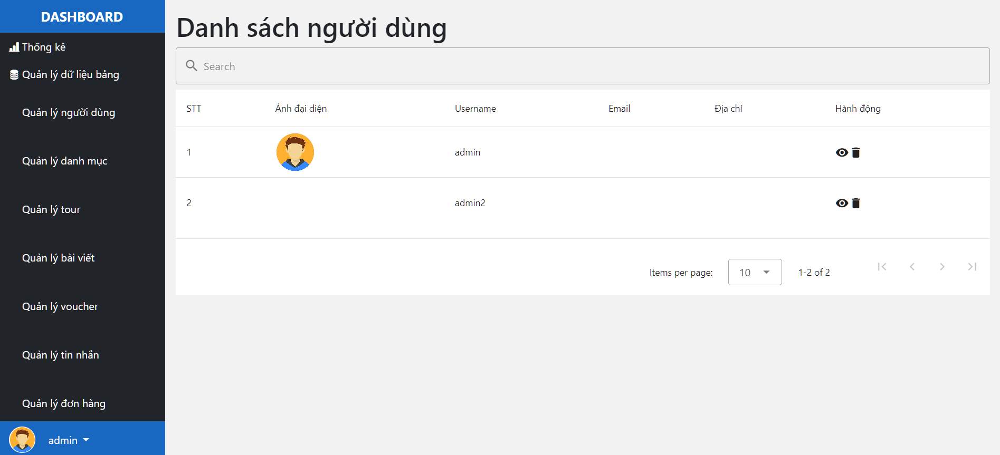 DASHBOARD
Thống kê
Quản lý dữ liệu bảng
Quản lý người dùng
Quản lý danh mục
Quản lý tour
Quản lý bài viết
Quản lý voucher
Quản lý tin nhắn
Quản lý đơn hàng
admin
Danh sách người dùng
Search
STT Ảnh đại diện Username Email Địa chỉ Hành động
1 admin
2 admin2
Items per page: 10 1-2 of 2